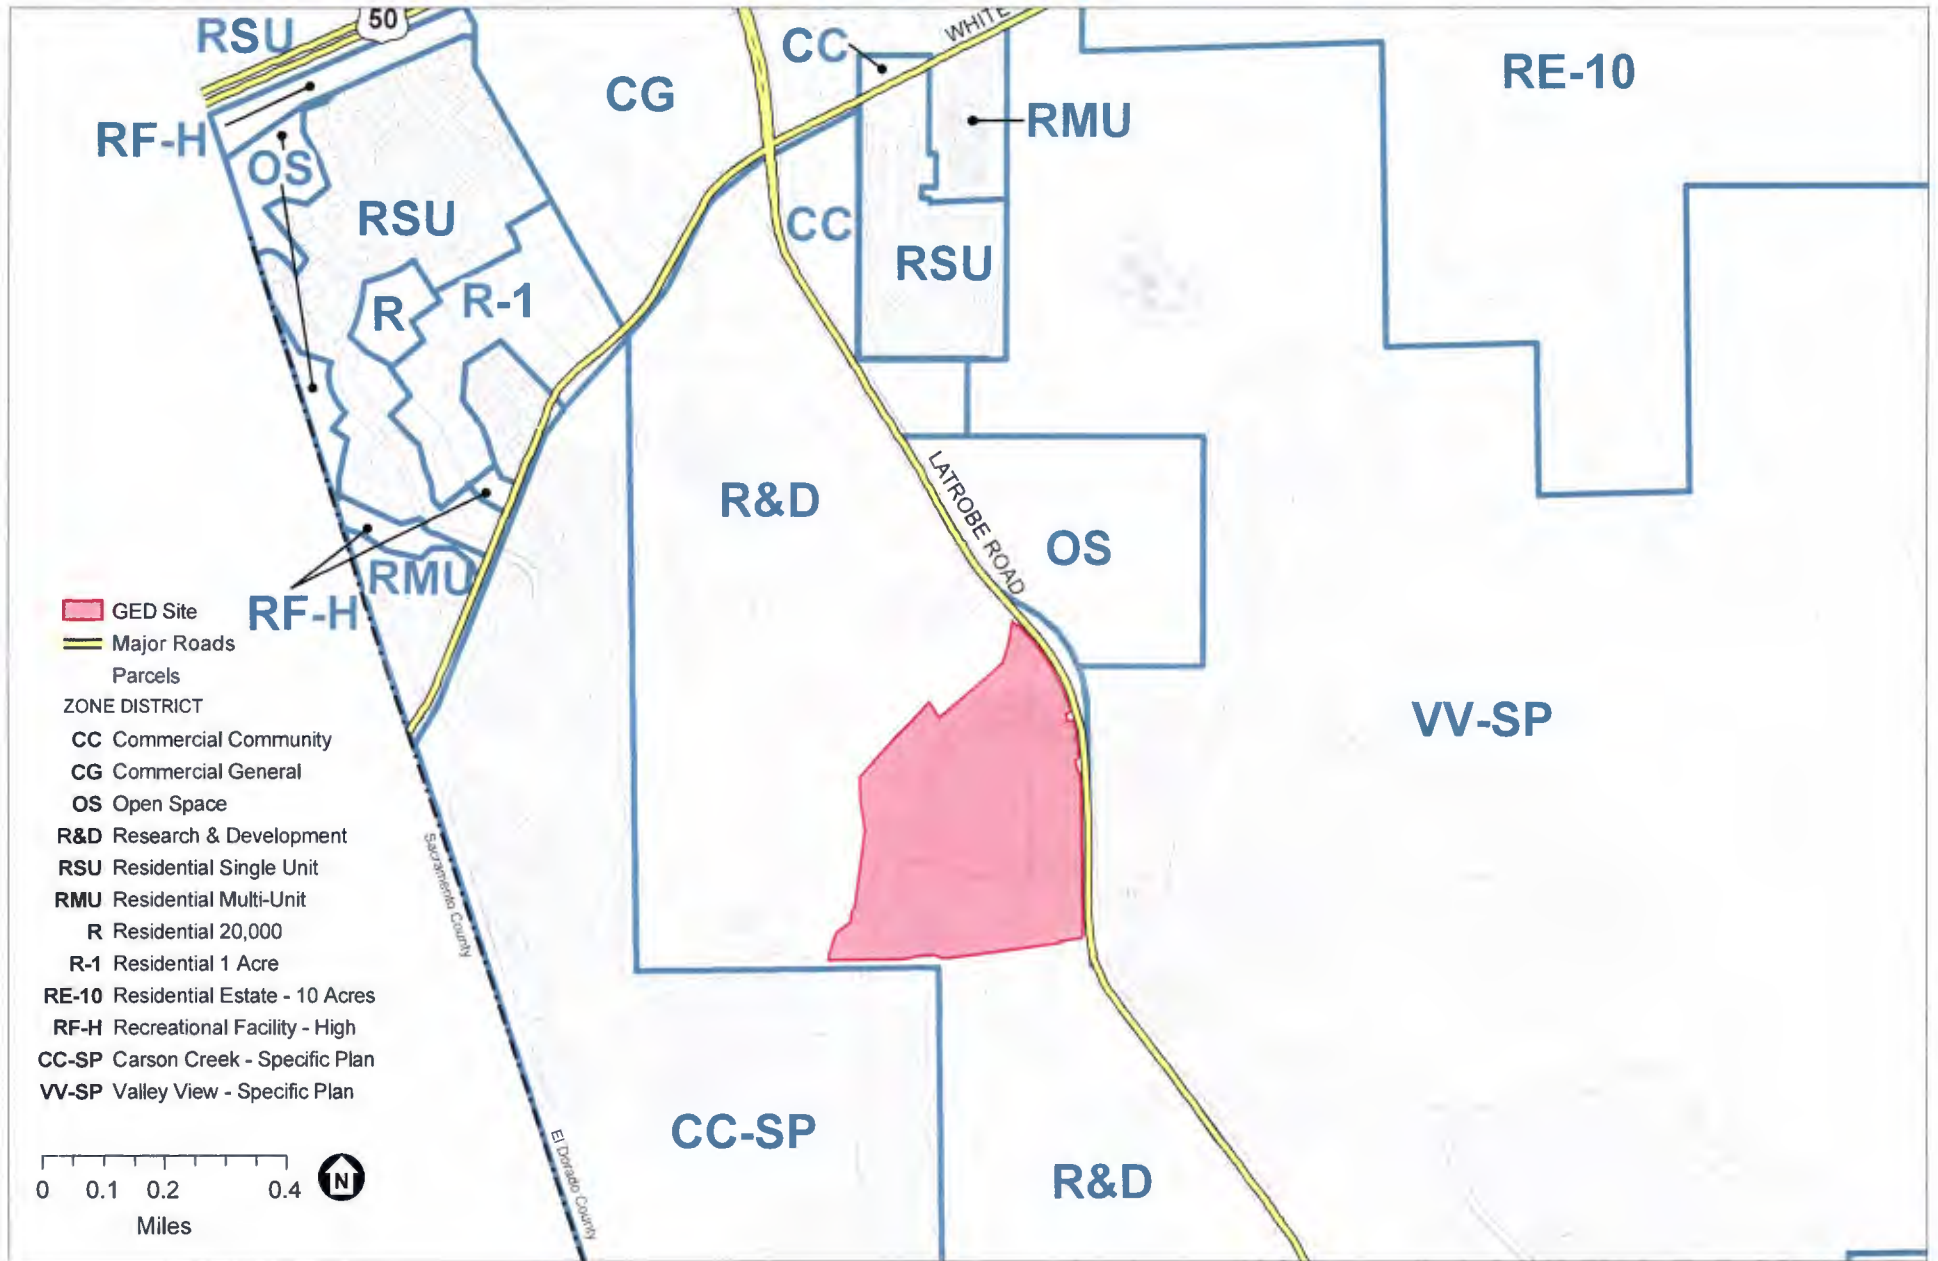 50
RSU
WHITE
CC
CG
RE-10
RMU
RF-H
OS
RSU
CC
RSU
R
R-1
R&D
LATROBE ROAD
OS
RMU
RF-H
VV-SP
GED Site
Major Roads
Parcels
ZONE DISTRICT
CC Commercial Community
CG Commercial General
OS Open Space
R&D Research & Development
RSU Residential Single Unit
RMU Residential Multi-Unit
R Residential 20,000
R-1 Residential 1 Acre
RE-10 Residential Estate - 10 Acres
RF-H Recreational Facility - High
CC-SP Carson Creek - Specific Plan
VV-SP Valley View - Specific Plan
Sacramento County
El Dorado County
CC-SP
R&D
N
0 0.1 0.2 0.4
Miles